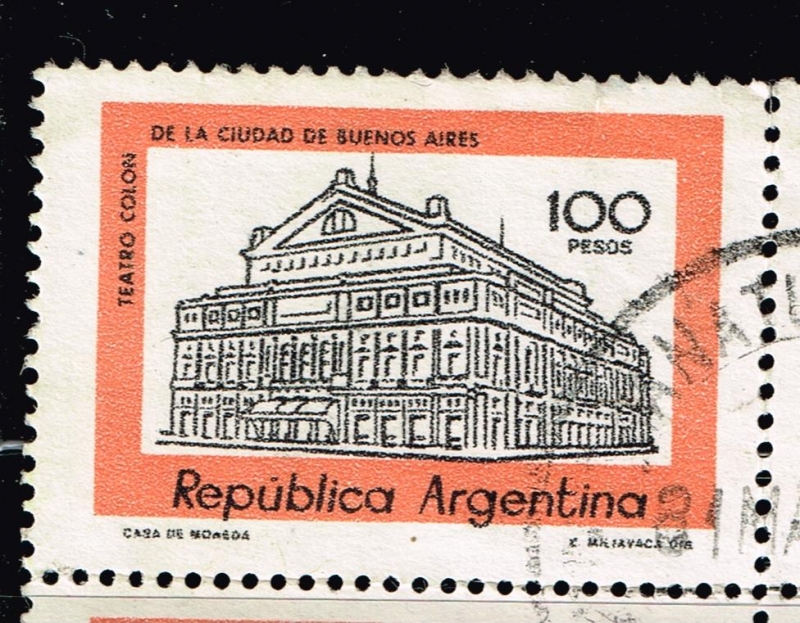 TEATRO COLON
DE LA CIUDAD DE BUENOS AIRES
100
PESOS
República Argentina
CASA DE MONEDA